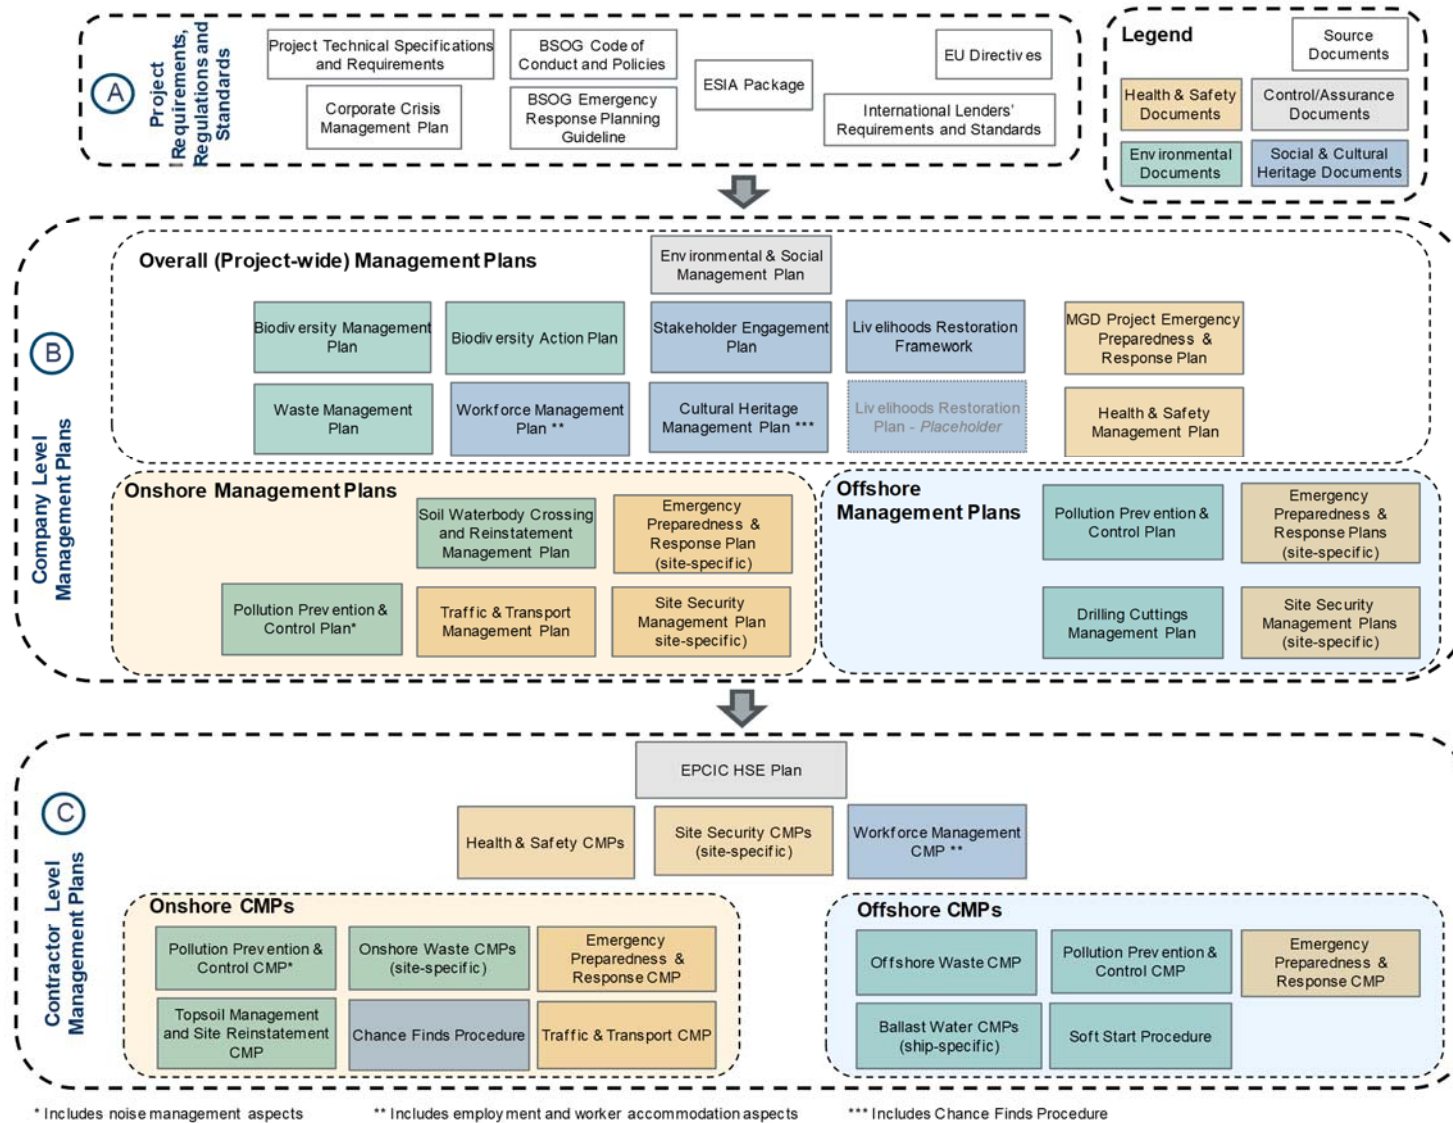 A
Project
Requirements,
Regulations and
Standards
Project Technical Specifications
and Requirements
BSOG Code of
Conduct and Policies
ESIA Package
EU Directives
Corporate Crisis
Management Plan
BSOG Emergency
Response Planning
Guideline
International Lenders'
Requirements and Standards
Legend
Source
Documents
Health & Safety
Documents
Control/Assurance
Documents
Environmental
Documents
Social & Cultural
Heritage Documents
B
Company Level
Management Plans
Overall (Project-wide) Management Plans
Environmental & Social
Management Plan
Biodiversity Management
Plan
Biodiversity Action Plan
Stakeholder Engagement
Plan
Livelihoods Restoration
Framework
MGD Project Emergency
Preparedness &
Response Plan
Waste Management
Plan
Workforce Management
Plan **
Cultural Heritage
Management Plan ***
Livelihoods Restoration
Plan - Placeholder
Health & Safety
Management Plan
Onshore Management Plans
Soil Waterbody Crossing
and Reinstatement
Management Plan
Emergency
Preparedness &
Response Plan
(site-specific)
Pollution Prevention &
Control Plan*
Traffic & Transport
Management Plan
Site Security
Management Plan
site-specific)
Offshore
Management Plans
Pollution Prevention &
Control Plan
Emergency
Preparedness &
Response Plans
(site-specific)
Drilling Cuttings
Management Plan
Site Security
Management Plans
(site-specific)
C
Contractor Level
Management Plans
EPCIC HSE Plan
Health & Safety CMPs
Site Security CMPs
(site-specific)
Workforce Management
CMP **
Onshore CMPs
Pollution Prevention &
Control CMP*
Onshore Waste CMPs
(site-specific)
Emergency
Preparedness &
Response CMP
Topsoil Management
and Site Reinstatement
CMP
Chance Finds Procedure
Traffic & Transport CMP
Offshore CMPs
Offshore Waste CMP
Pollution Prevention &
Control CMP
Emergency
Preparedness &
Response CMP
Ballast Water CMPs
(ship-specific)
Soft Start Procedure
* Includes noise management aspects
** Includes employment and worker accommodation aspects
*** Includes Chance Finds Procedure